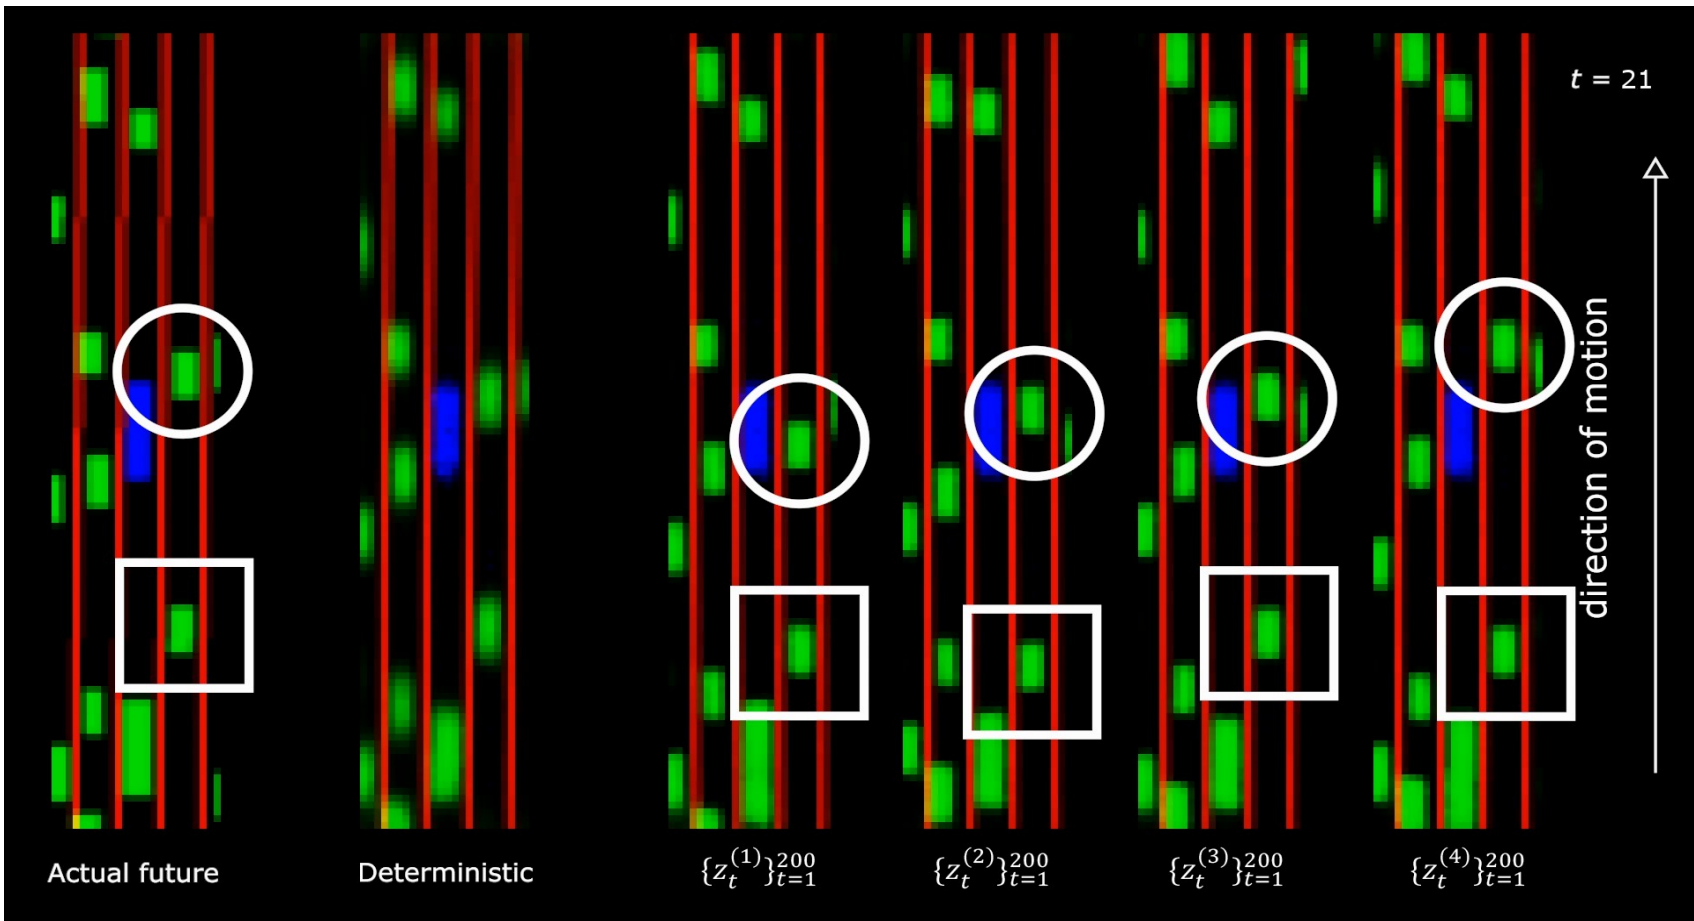 t = 21
direction of motion
Actual future
Deterministic
{z_t^(1)}_{t=1}^{200}
{z_t^(2)}_{t=1}^{200}
{z_t^(3)}_{t=1}^{200}
{z_t^(4)}_{t=1}^{200}